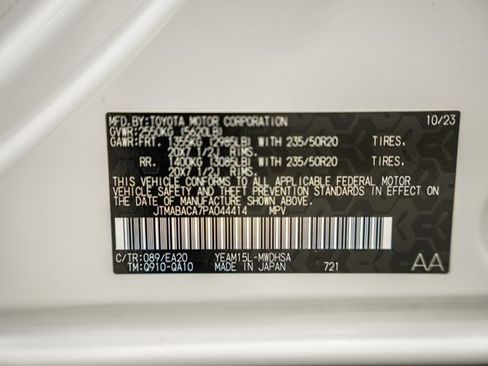 MFD.BY:TOYOTA MOTOR CORPORATION 10/23
GVWR:2550KG (5620LB)
GAWR:FRT. 1355KG (2985LB) WITH 235/50R20 TIRES.
20X7 1/2J RIMS.
RR. 1400KG (3085LB) WITH 235/50R20 TIRES.
20X7 1/2J RIMS.
THIS VEHICLE CONFORMS TO ALL APPLICABLE FEDERAL MOTOR
VEHICLE SAFETY AND THEFT PREVENTION STANDARDS IN EFFECT ON
THE DATE OF MANUFACTURE SHOWN ABOVE.
JTMABACA7PA044414 MPV
C/TR:089/EA20 YEAM15L-MWDHSA
TM:Q910-QA10 MADE IN JAPAN 721 AA